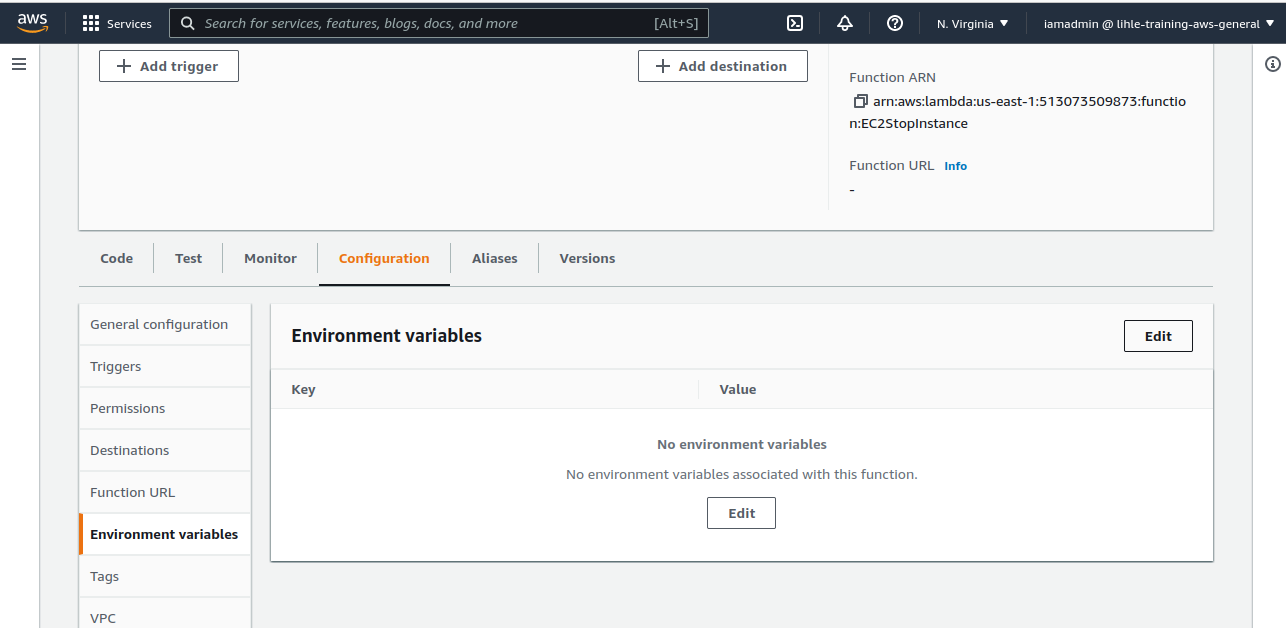 aws
Services
Search for services, features, blogs, docs, and more
[Alt+S]
N. Virginia
iamadmin @ lihle-training-aws-general
Add trigger
Add destination
Function ARN
arn:aws:lambda:us-east-1:513073509873:functio
n:EC2StopInstance
Function URL Info
-
Code
Test
Monitor
Configuration
Aliases
Versions
General configuration
Triggers
Permissions
Destinations
Function URL
Environment variables
Tags
VPC
Environment variables
Edit
Key
Value
No environment variables
No environment variables associated with this function.
Edit